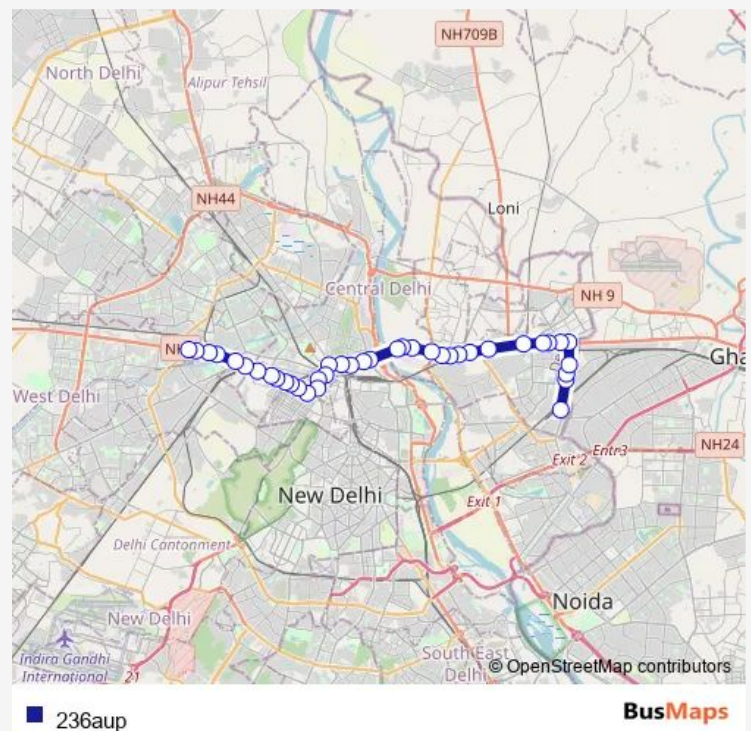 NH709B
North Delhi
Alipur Tehsil
NH44
Loni
Central Delhi
NH 9
NH
Gha
West Delhi
NH24
Entr3
Exit 2
New Delhi
Exit 1
Delhi Cantonment
Noida
New Delhi
South East
Delhi
Indira Gandhi
International
21
© OpenStreetMap contributors
236aup
BusMaps